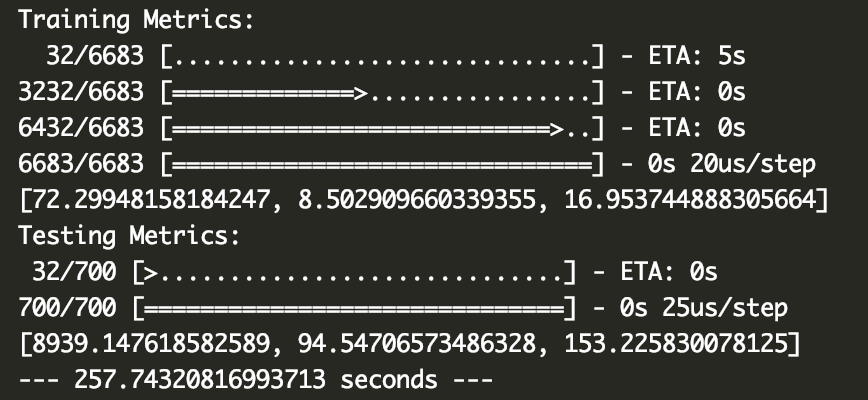 Training Metrics:
32/6683 [..............................] - ETA: 5s
3232/6683 [=============>................] - ETA: 0s
6432/6683 [===========================>..] - ETA: 0s
6683/6683 [==============================] - 0s 20us/step
[72.29948158184247, 8.502909660339355, 16.953744888305664]
Testing Metrics:
32/700 [>.............................] - ETA: 0s
700/700 [==============================] - 0s 25us/step
[8939.147618582589, 94.54706573486328, 153.225830078125]
--- 257.74320816993713 seconds ---